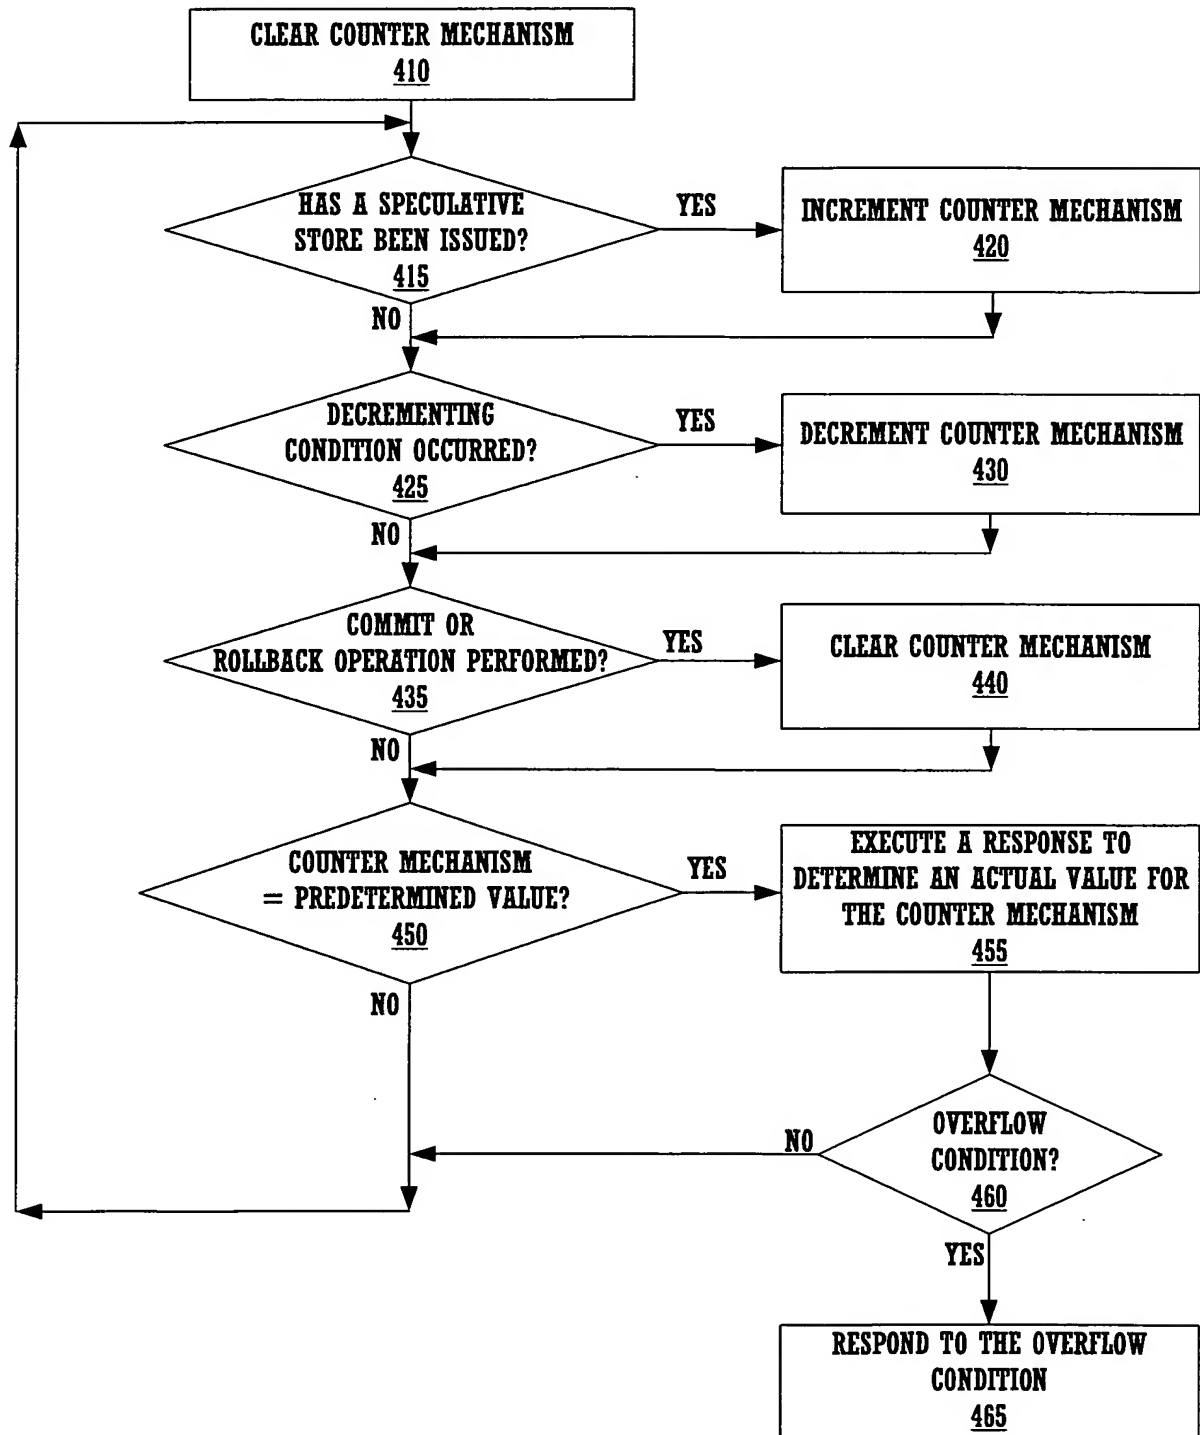 CLEAR COUNTER MECHANISM
410
HAS A SPECULATIVE
STORE BEEN ISSUED?
415
YES
INCREMENT COUNTER MECHANISM
420
NO
DECREMENTING
CONDITION OCCURRED?
425
YES
DECREMENT COUNTER MECHANISM
430
NO
COMMIT OR
ROLLBACK OPERATION PERFORMED?
435
YES
CLEAR COUNTER MECHANISM
440
NO
COUNTER MECHANISM
= PREDETERMINED VALUE?
450
YES
EXECUTE A RESPONSE TO
DETERMINE AN ACTUAL VALUE FOR
THE COUNTER MECHANISM
455
NO
OVERFLOW
CONDITION?
460
NO
YES
RESPOND TO THE OVERFLOW
CONDITION
465